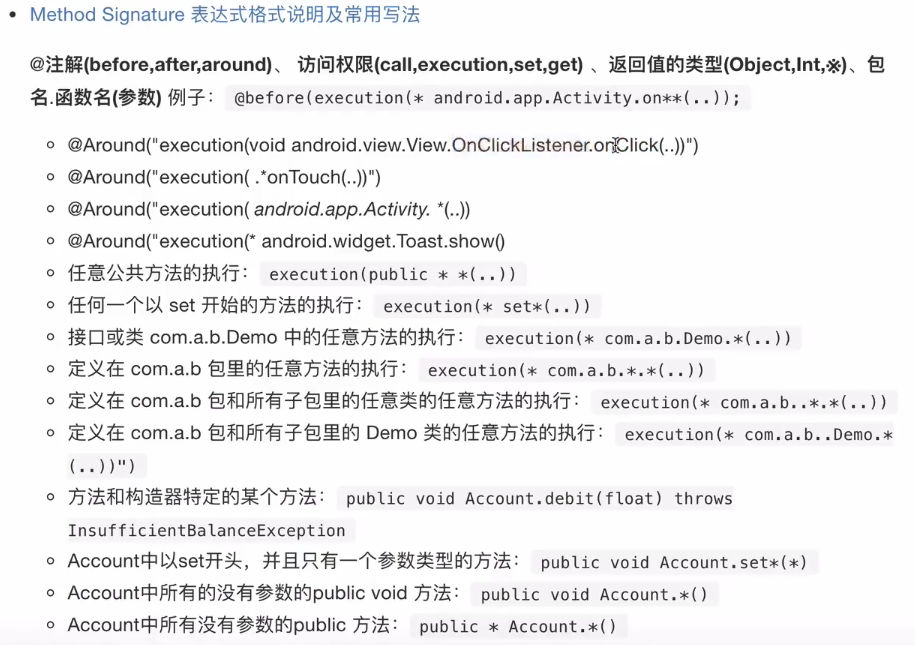 Method Signature 表达式格式说明及常用写法
@注解(before,after,around)、 访问权限(call,execution,set,get) 、返回值的类型(Object,Int,※)、包
名.函数名(参数) 例子： @before(execution(* android.app.Activity.on**(..));
@Around("execution(void android.view.View.OnClickListener.onClick(..))")
@Around("execution( .*onTouch(..))")
@Around("execution( android.app.Activity. *(..))
@Around("execution(* android.widget.Toast.show()
任意公共方法的执行： execution(public * *(..))
任何一个以 set 开始的方法的执行： execution(* set*(..))
接口或类 com.a.b.Demo 中的任意方法的执行： execution(* com.a.b.Demo.*(..))
定义在 com.a.b 包里的任意方法的执行： execution(* com.a.b.*.*(..))
定义在 com.a.b 包和所有子包里的任意类的任意方法的执行： execution(* com.a.b..*.*(..))
定义在 com.a.b 包和所有子包里的 Demo 类的任意方法的执行： execution(* com.a.b..Demo.*
(..))")
方法和构造器特定的某个方法： public void Account.debit(float) throws
InsufficientBalanceException
Account中以set开头，并且只有一个参数类型的方法： public void Account.set*(*)
Account中所有的没有参数的public void 方法： public void Account.*()
Account中所有没有参数的public 方法： public * Account.*()